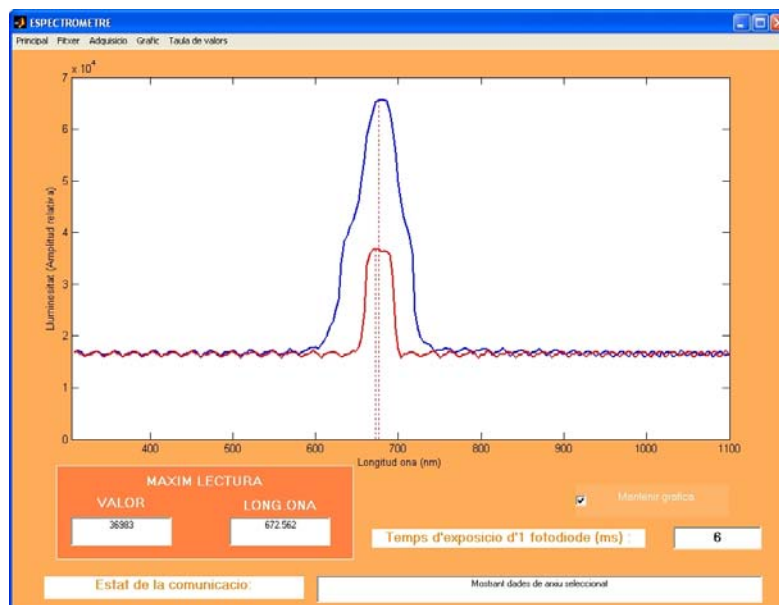 ESPECTROMETRE
Principal Fitxer Adquisicio Grafic Taula de valors
x 10^4
7
6
5
4
3
2
1
0
Lluminositat (Amplitud relativa)
400 500 600 700 800 900 1000 1100
Longitud ona (nm)
MAXIM LECTURA
VALOR LONG.ONA
36983 672.562
Mantenir grafica
Temps d'exposicio d'1 fotodiode (ms) : 6
Estat de la comunicacio: Mostrant dades de arxiu seleccionat